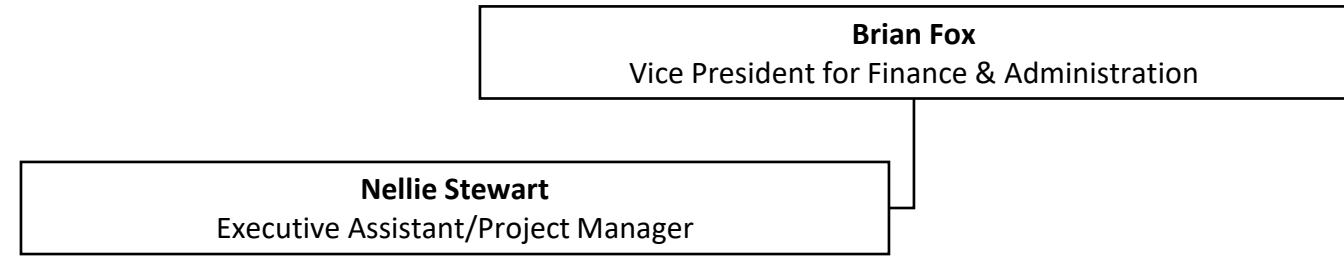 Brian Fox
Vice President for Finance & Administration
Nellie Stewart
Executive Assistant/Project Manager